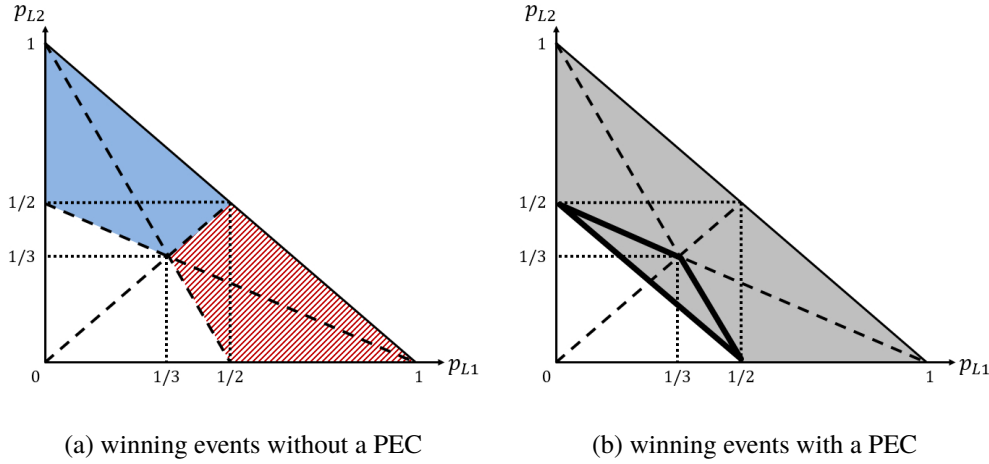 p_{L2}
1
1/2
1/3
0
1/3
1/2
1
p_{L1}
(a) winning events without a PEC
p_{L2}
1
1/2
1/3
0
1/3
1/2
1
p_{L1}
(b) winning events with a PEC